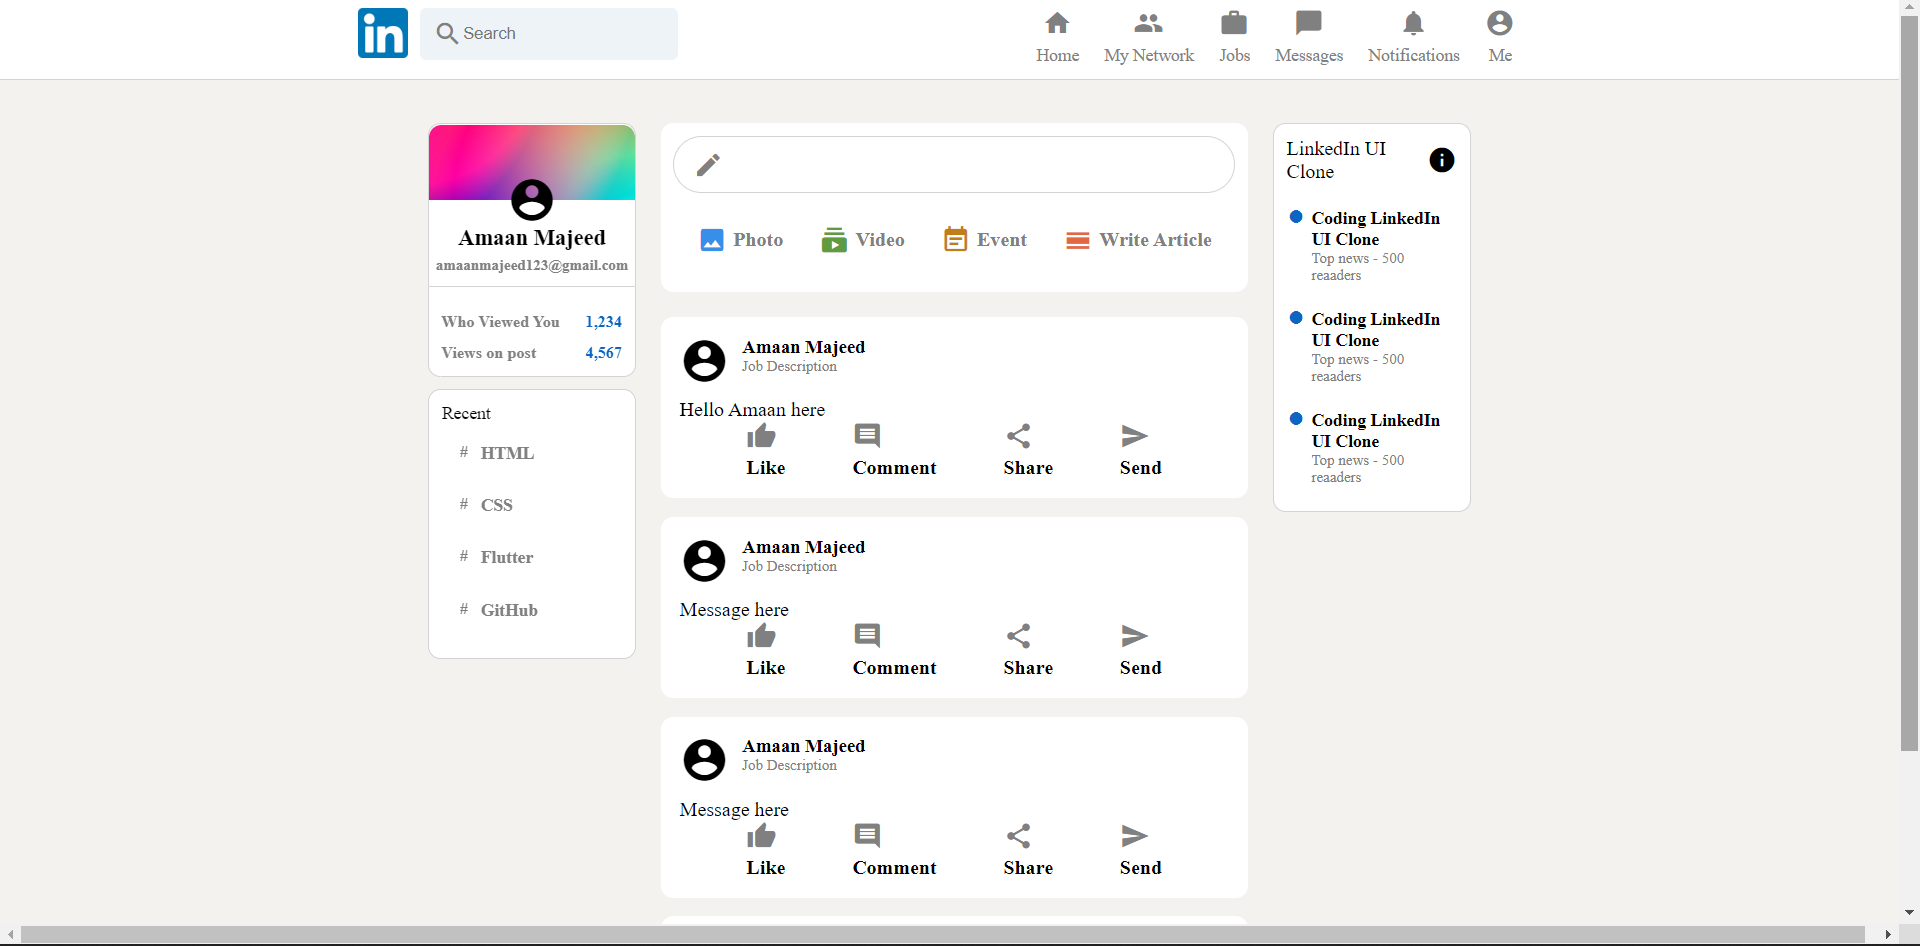 in
Search
Home
My Network
Jobs
Messages
Notifications
Me
Amaan Majeed
amaanmajeed123@gmail.com
Who Viewed You 1,234
Views on post 4,567
Recent
# HTML
# CSS
# Flutter
# GitHub
Photo
Video
Event
Write Article
Amaan Majeed
Job Description
Hello Amaan here
Like Comment Share Send
Amaan Majeed
Job Description
Message here
Like Comment Share Send
Amaan Majeed
Job Description
Message here
Like Comment Share Send
LinkedIn UI
Clone
Coding LinkedIn
UI Clone
Top news - 500
reaaders
Coding LinkedIn
UI Clone
Top news - 500
reaaders
Coding LinkedIn
UI Clone
Top news - 500
reaaders